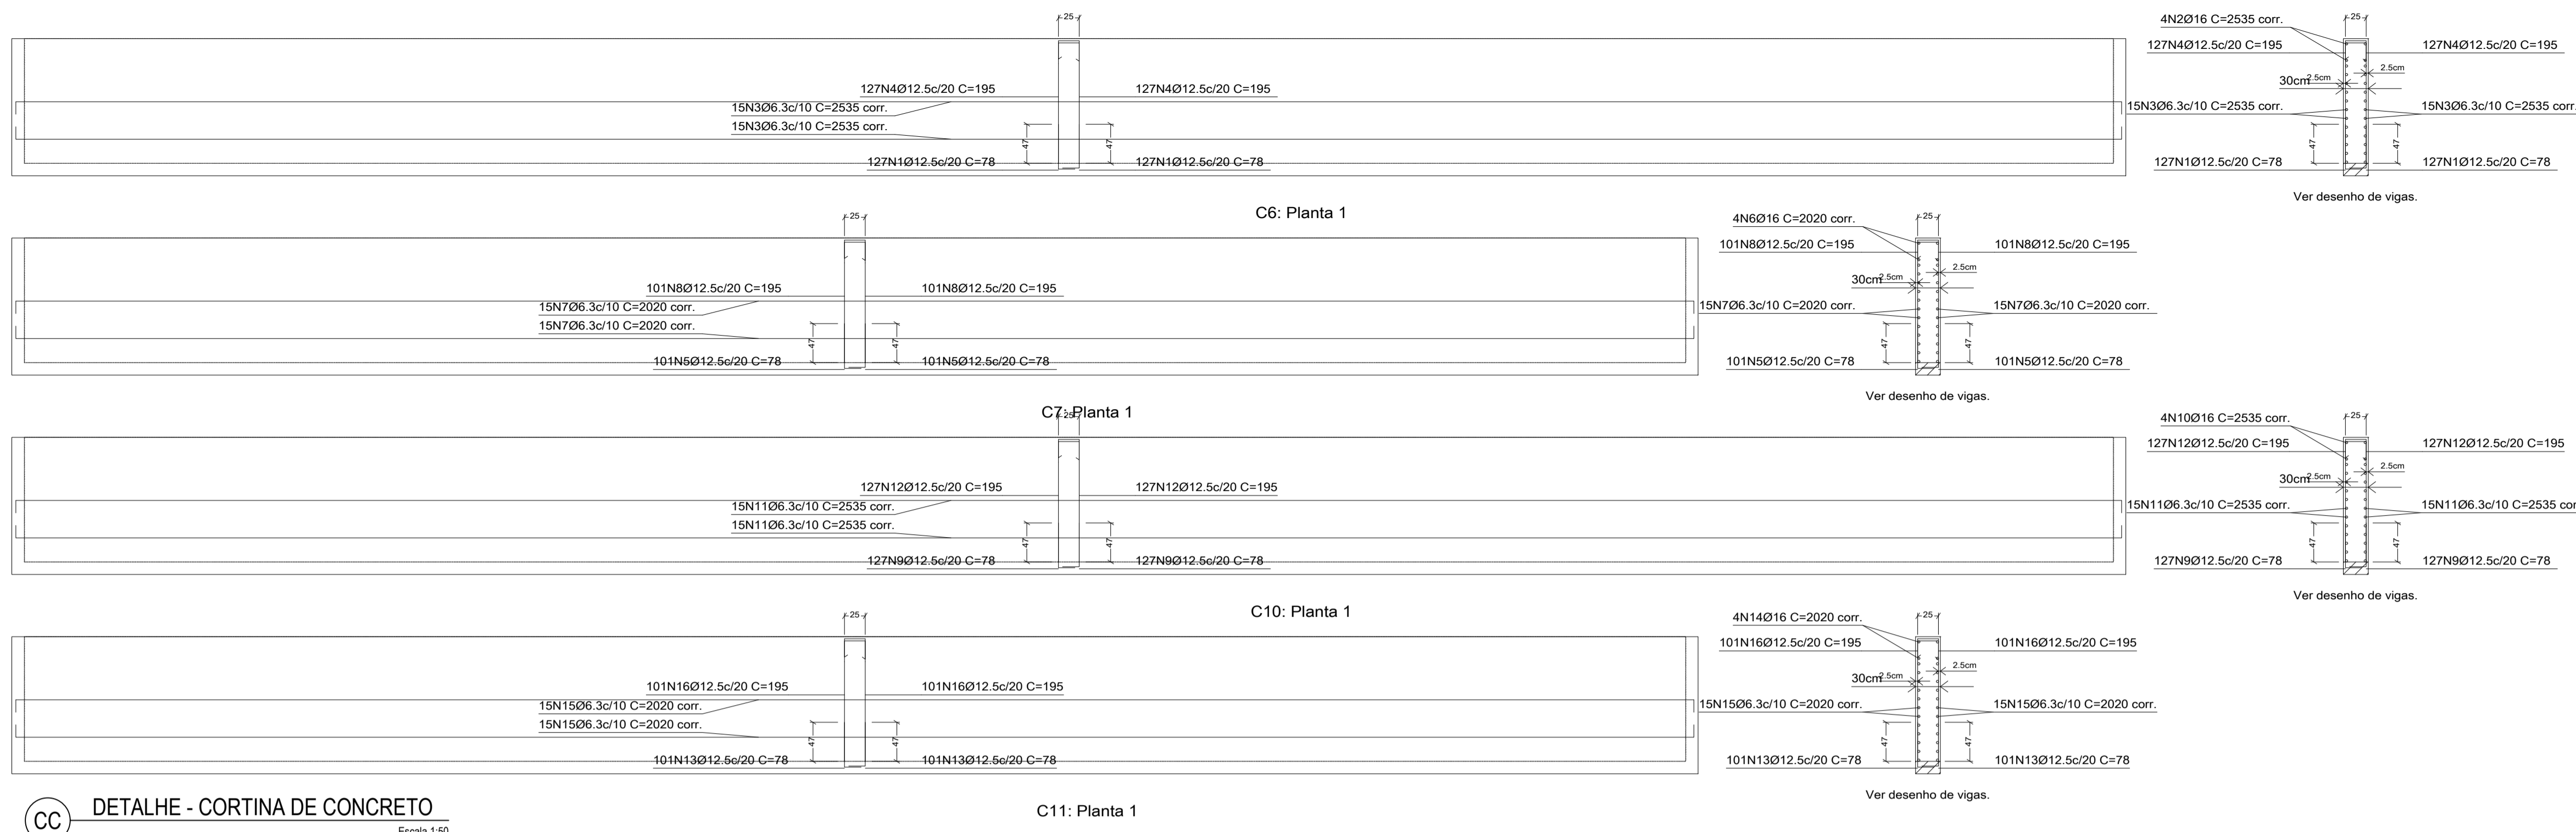 25
127N4Ø12.5c/20 C=195
127N4Ø12.5c/20 C=195
15N3Ø6.3c/10 C=2535 corr.
15N3Ø6.3c/10 C=2535 corr.
47
47
127N1Ø12.5c/20 C=78
127N1Ø12.5c/20 C=78
C6: Planta 1
4N2Ø16 C=2535 corr.
25
127N4Ø12.5c/20 C=195
127N4Ø12.5c/20 C=195
30cm
2.5cm
2.5cm
15N3Ø6.3c/10 C=2535 corr.
15N3Ø6.3c/10 C=2535 corr.
47
47
127N1Ø12.5c/20 C=78
127N1Ø12.5c/20 C=78
Ver desenho de vigas.
25
101N8Ø12.5c/20 C=195
101N8Ø12.5c/20 C=195
15N7Ø6.3c/10 C=2020 corr.
15N7Ø6.3c/10 C=2020 corr.
47
47
101N5Ø12.5c/20 C=78
101N5Ø12.5c/20 C=78
C7: Planta 1
4N6Ø16 C=2020 corr.
25
101N8Ø12.5c/20 C=195
101N8Ø12.5c/20 C=195
30cm
2.5cm
2.5cm
15N7Ø6.3c/10 C=2020 corr.
15N7Ø6.3c/10 C=2020 corr.
47
47
101N5Ø12.5c/20 C=78
101N5Ø12.5c/20 C=78
Ver desenho de vigas.
25
127N12Ø12.5c/20 C=195
127N12Ø12.5c/20 C=195
15N11Ø6.3c/10 C=2535 corr.
15N11Ø6.3c/10 C=2535 corr.
47
47
127N9Ø12.5c/20 C=78
127N9Ø12.5c/20 C=78
C10: Planta 1
4N10Ø16 C=2535 corr.
25
127N12Ø12.5c/20 C=195
127N12Ø12.5c/20 C=195
30cm
2.5cm
2.5cm
15N11Ø6.3c/10 C=2535 corr.
15N11Ø6.3c/10 C=2535 cor
47
47
127N9Ø12.5c/20 C=78
127N9Ø12.5c/20 C=78
Ver desenho de vigas.
25
101N16Ø12.5c/20 C=195
101N16Ø12.5c/20 C=195
15N15Ø6.3c/10 C=2020 corr.
15N15Ø6.3c/10 C=2020 corr.
47
47
101N13Ø12.5c/20 C=78
101N13Ø12.5c/20 C=78
C11: Planta 1
4N14Ø16 C=2020 corr.
25
101N16Ø12.5c/20 C=195
101N16Ø12.5c/20 C=195
30cm
2.5cm
2.5cm
15N15Ø6.3c/10 C=2020 corr.
15N15Ø6.3c/10 C=2020 corr.
47
47
101N13Ø12.5c/20 C=78
101N13Ø12.5c/20 C=78
Ver desenho de vigas.
CC
DETALHE - CORTINA DE CONCRETO
Escala 1:50